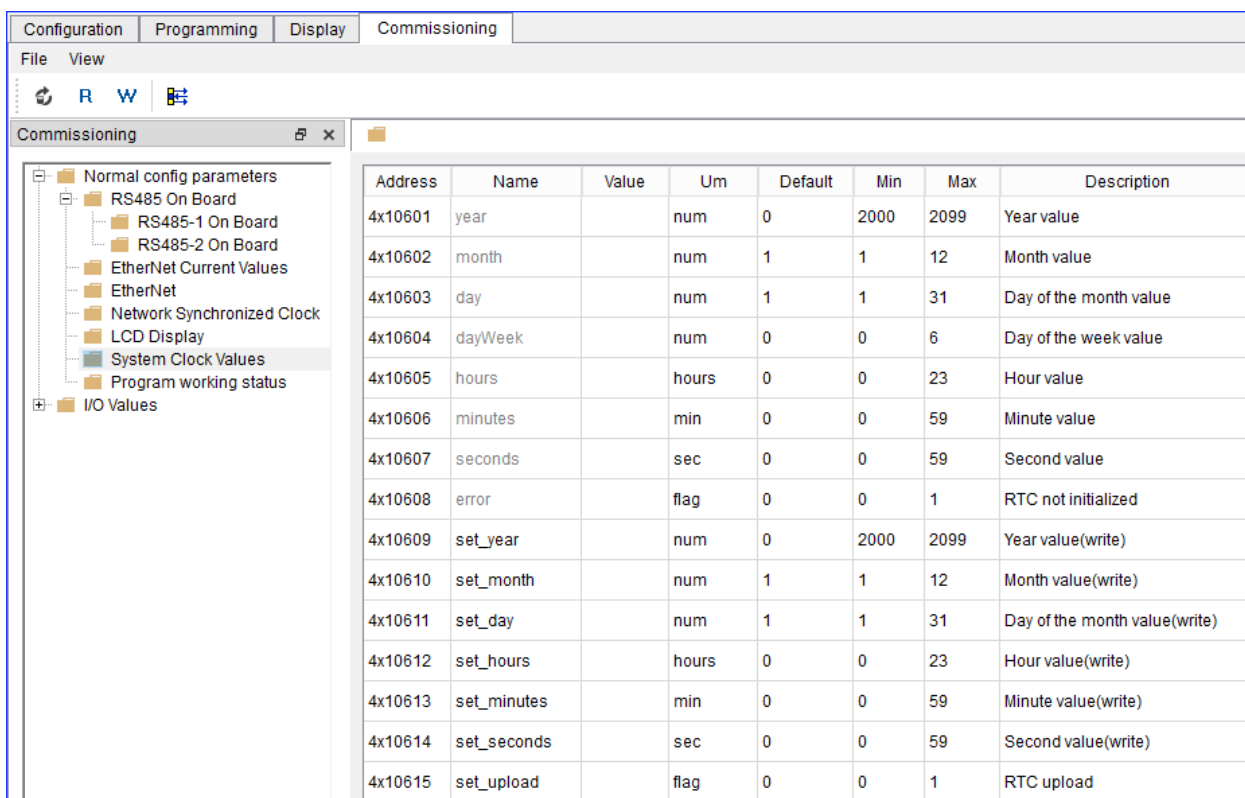 Configuration Programming Display Commissioning
File View
R W
Commissioning
Normal config parameters
RS485 On Board
RS485-1 On Board
RS485-2 On Board
EtherNet Current Values
EtherNet
Network Synchronized Clock
LCD Display
System Clock Values
Program working status
I/O Values
Address Name Value Um Default Min Max Description
4x10601 year num 0 2000 2099 Year value
4x10602 month num 1 1 12 Month value
4x10603 day num 1 1 31 Day of the month value
4x10604 dayWeek num 0 0 6 Day of the week value
4x10605 hours hours 0 0 23 Hour value
4x10606 minutes min 0 0 59 Minute value
4x10607 seconds sec 0 0 59 Second value
4x10608 error flag 0 0 1 RTC not initialized
4x10609 set_year num 0 2000 2099 Year value(write)
4x10610 set_month num 1 1 12 Month value(write)
4x10611 set_day num 1 1 31 Day of the month value(write)
4x10612 set_hours hours 0 0 23 Hour value(write)
4x10613 set_minutes min 0 0 59 Minute value(write)
4x10614 set_seconds sec 0 0 59 Second value(write)
4x10615 set_upload flag 0 0 1 RTC upload